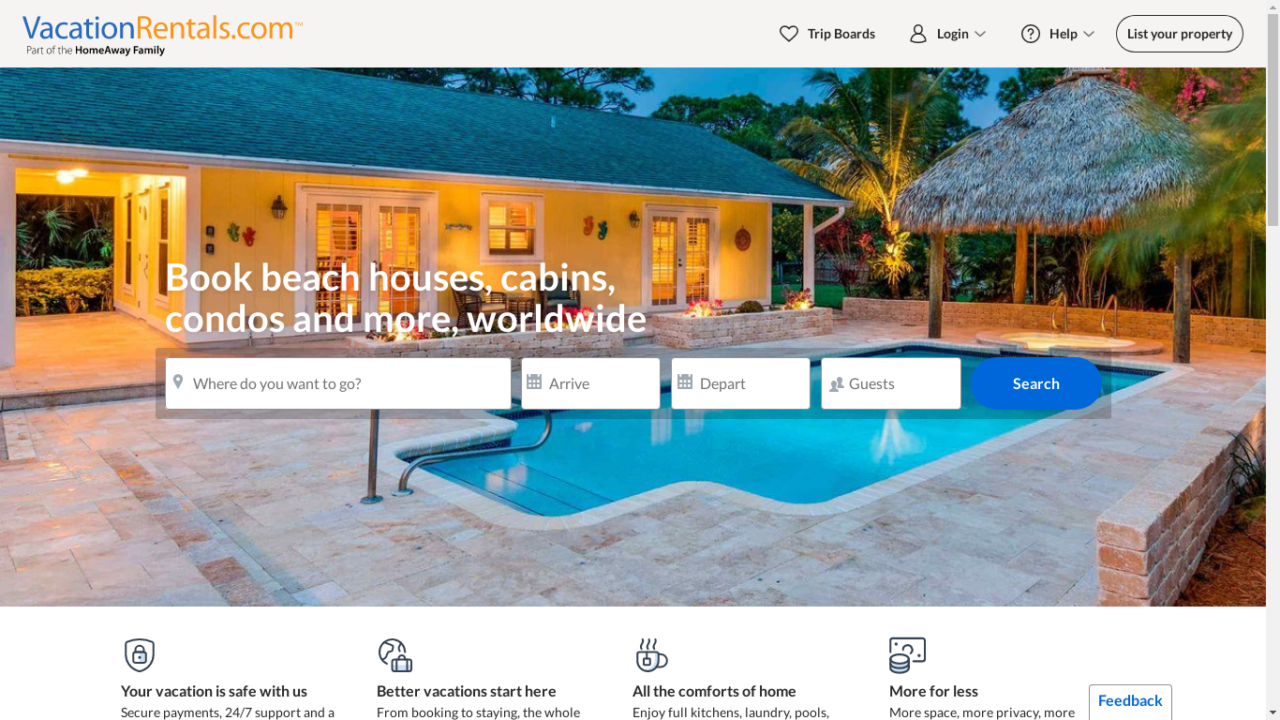 VacationRentals.com™
Part of the HomeAway Family
Trip Boards
Login
Help
List your property
Book beach houses, cabins,
condos and more, worldwide
Where do you want to go?
Arrive
Depart
Guests
Search
Your vacation is safe with us
Secure payments, 24/7 support and a
Better vacations start here
From booking to staying, the whole
All the comforts of home
Enjoy full kitchens, laundry, pools,
More for less
More space, more privacy, more
Feedback